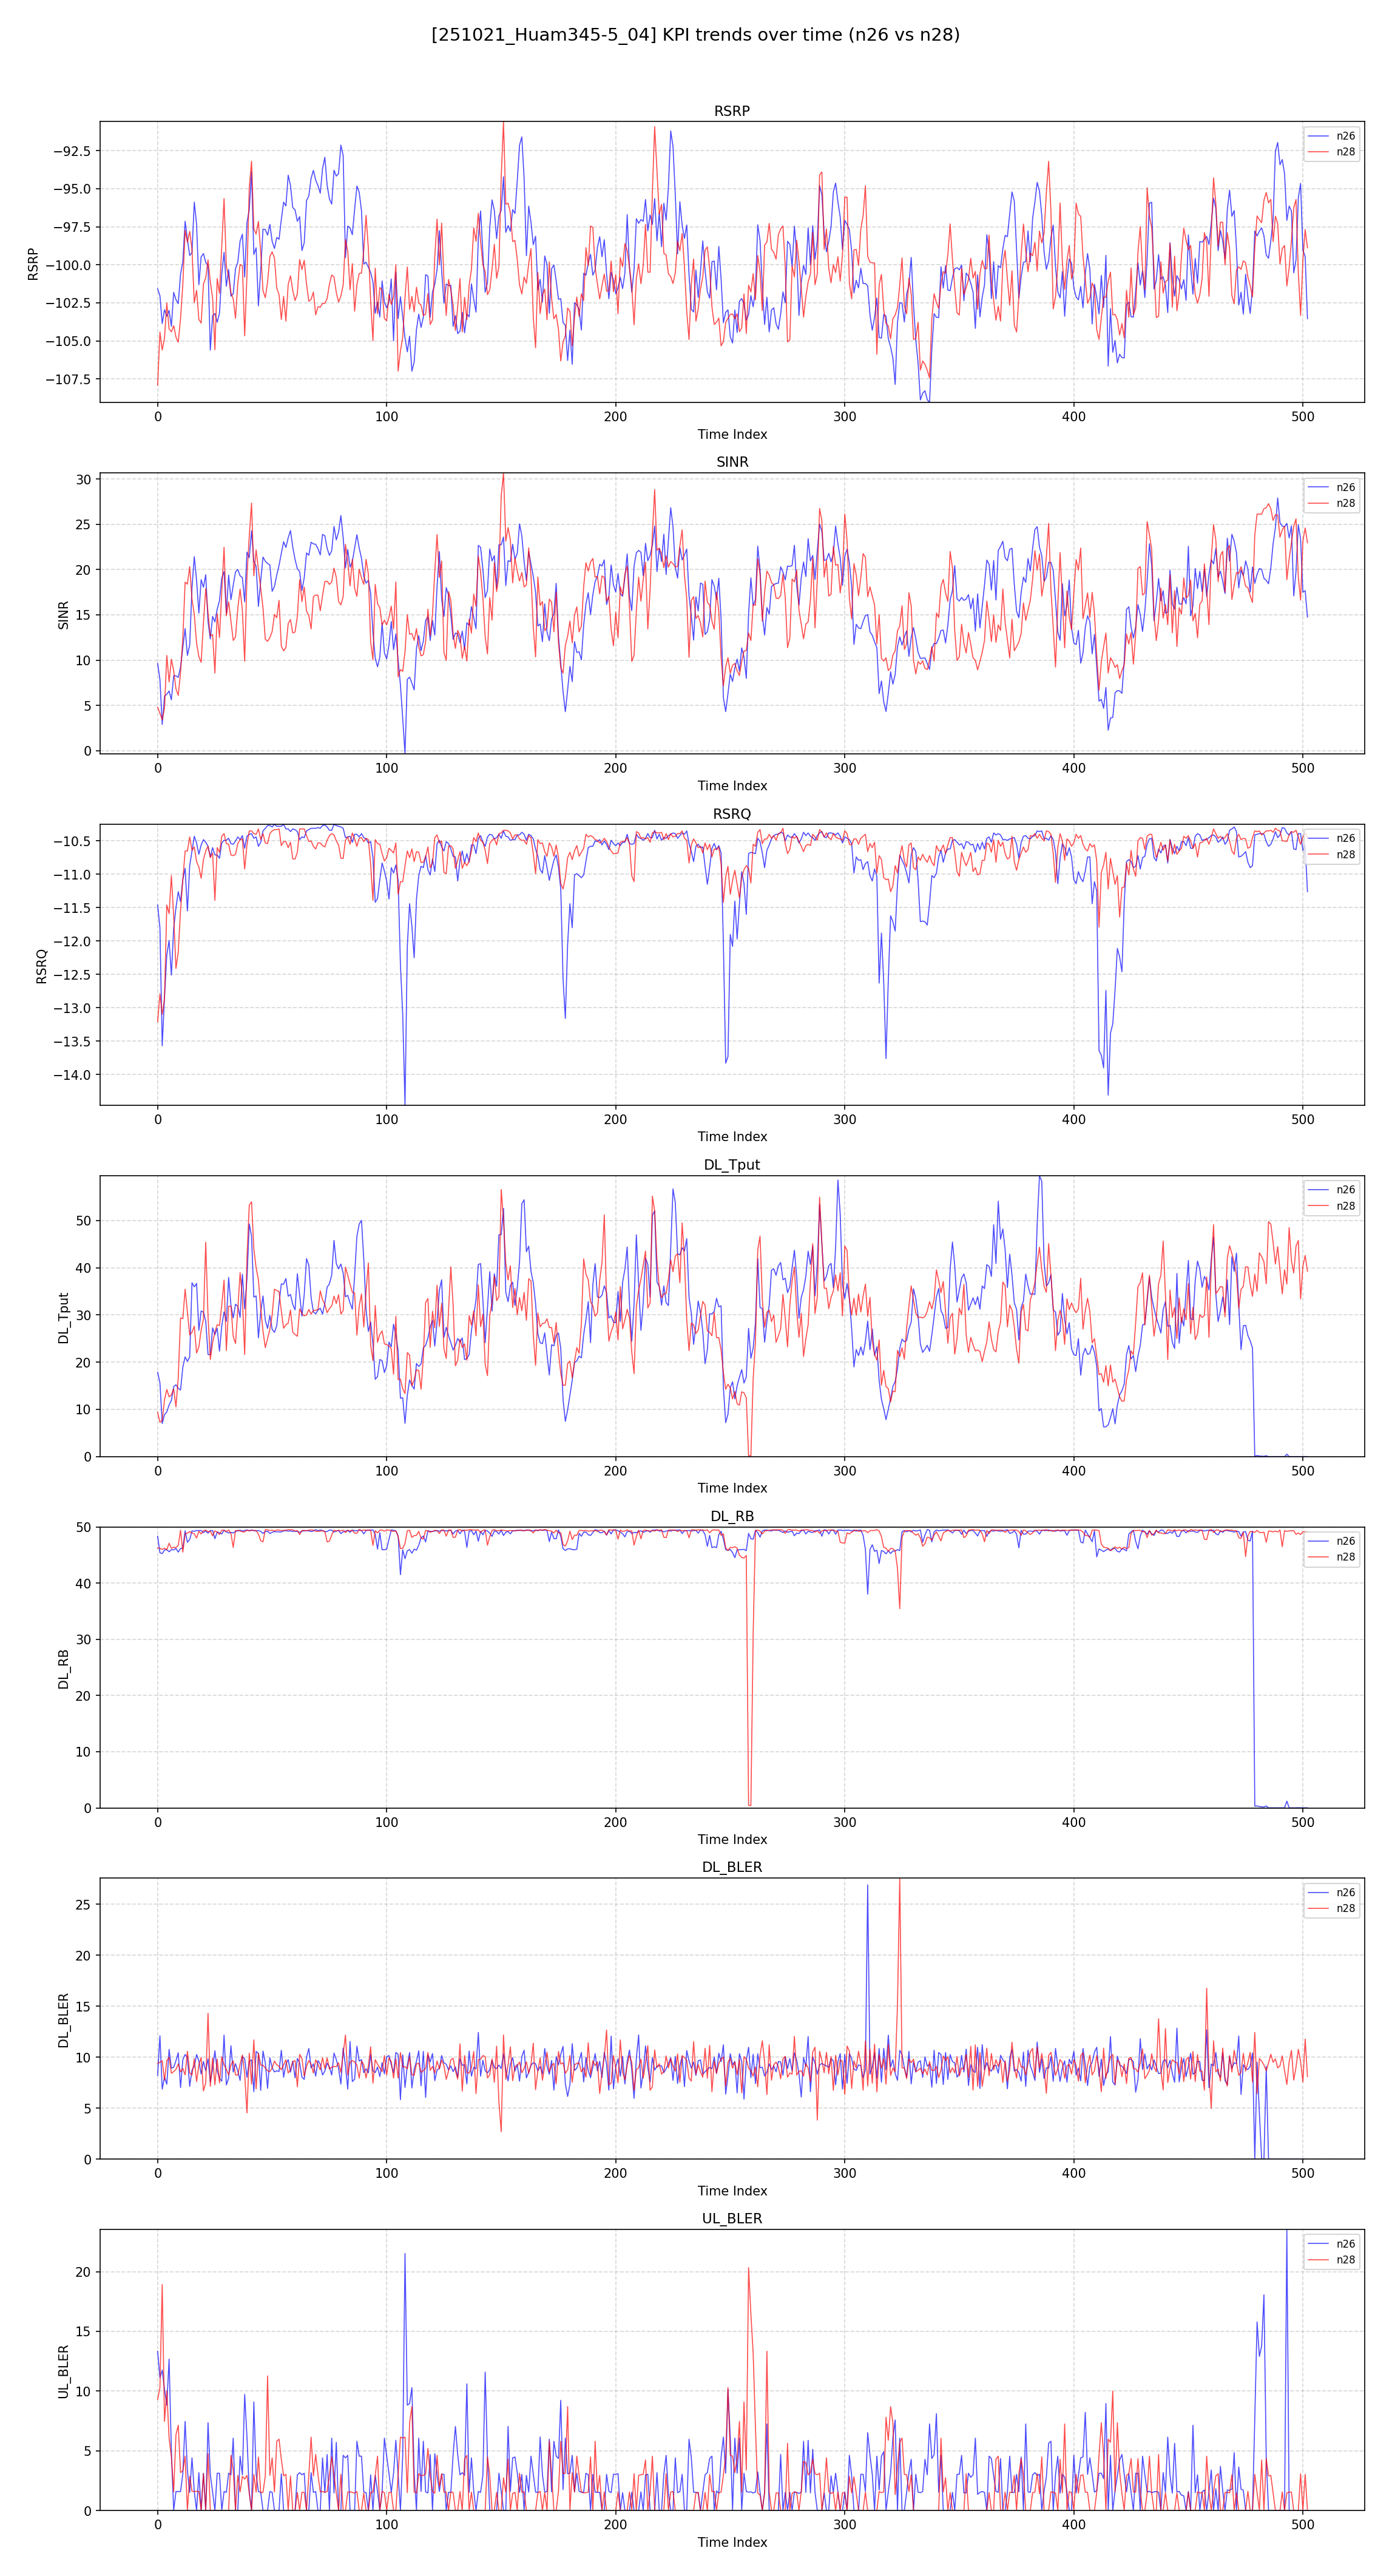 [251021_Huam345-5_04] KPI trends over time (n26 vs n28)
RSRP
n26
n28
−92.5
−95.0
−97.5
−100.0
−102.5
−105.0
−107.5
RSRP
0 100 200 300 400 500
Time Index
SINR
n26
n28
30
25
20
15
10
5
0
SINR
0 100 200 300 400 500
Time Index
RSRQ
n26
n28
−10.5
−11.0
−11.5
−12.0
−12.5
−13.0
−13.5
−14.0
RSRQ
0 100 200 300 400 500
Time Index
DL_Tput
n26
n28
50
40
30
20
10
0
DL_Tput
0 100 200 300 400 500
Time Index
DL_RB
n26
n28
50
40
30
20
10
0
DL_RB
0 100 200 300 400 500
Time Index
DL_BLER
n26
n28
25
20
15
10
5
0
DL_BLER
0 100 200 300 400 500
Time Index
UL_BLER
n26
n28
20
15
10
5
0
UL_BLER
0 100 200 300 400 500
Time Index